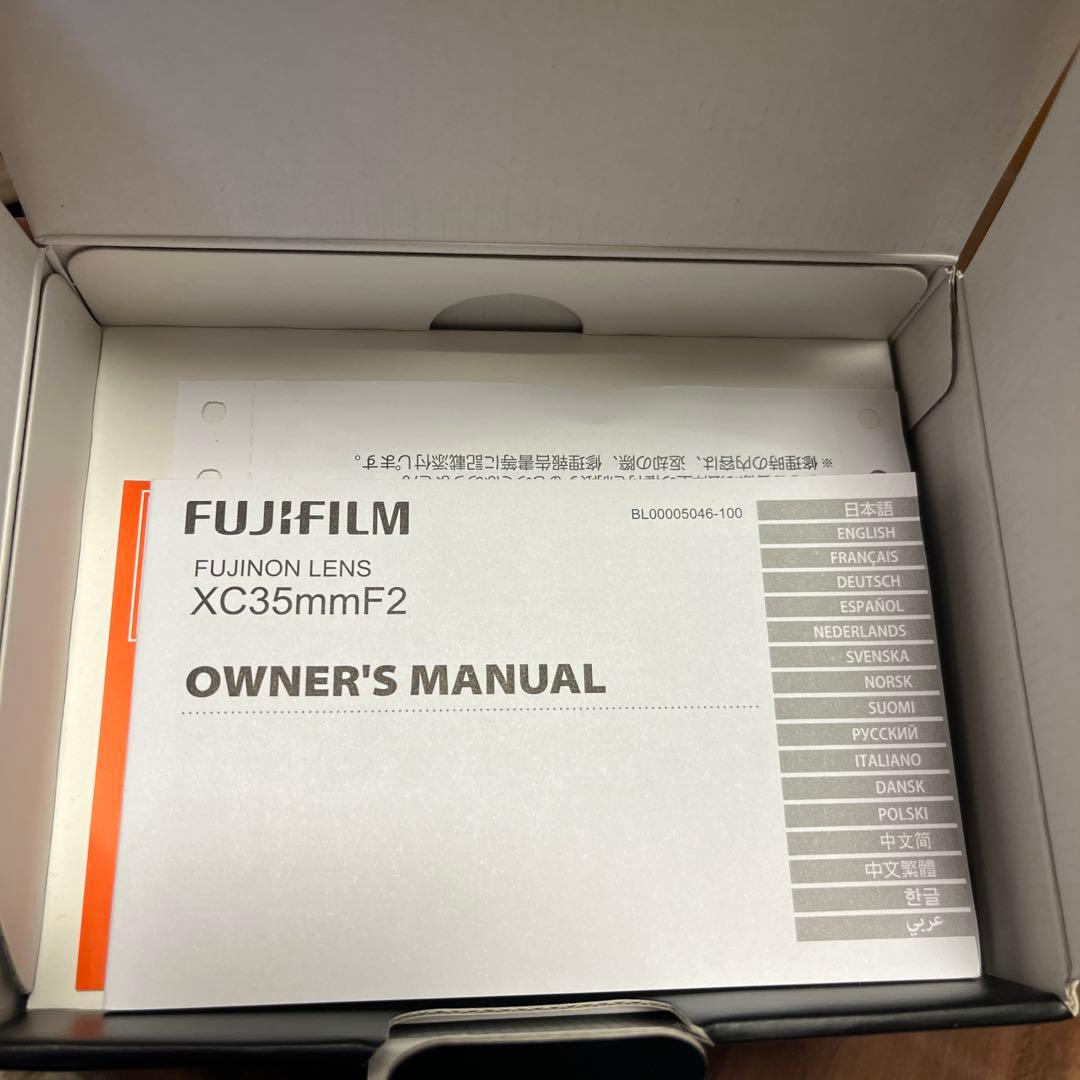 ※修理時の内容は、返却の際、修理報告書等に記載添付します。
FUJIFILM
BL00005046-100
FUJINON LENS
XC35mmF2
OWNER'S MANUAL
日本語
ENGLISH
FRANÇAIS
DEUTSCH
ESPAÑOL
NEDERLANDS
SVENSKA
NORSK
SUOMI
РУССКИЙ
ITALIANO
DANSK
POLSKI
中文简
中文繁體
한글
عربي